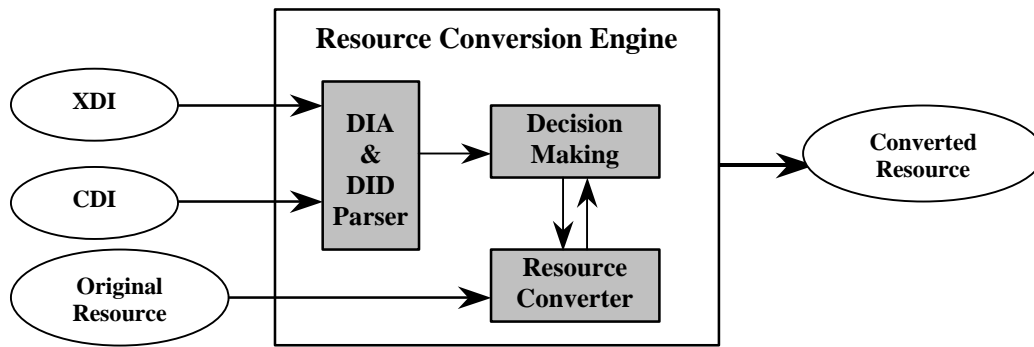 Resource Conversion Engine
XDI
CDI
Original
Resource
DIA
&
DID
Parser
Decision
Making
Resource
Converter
Converted
Resource